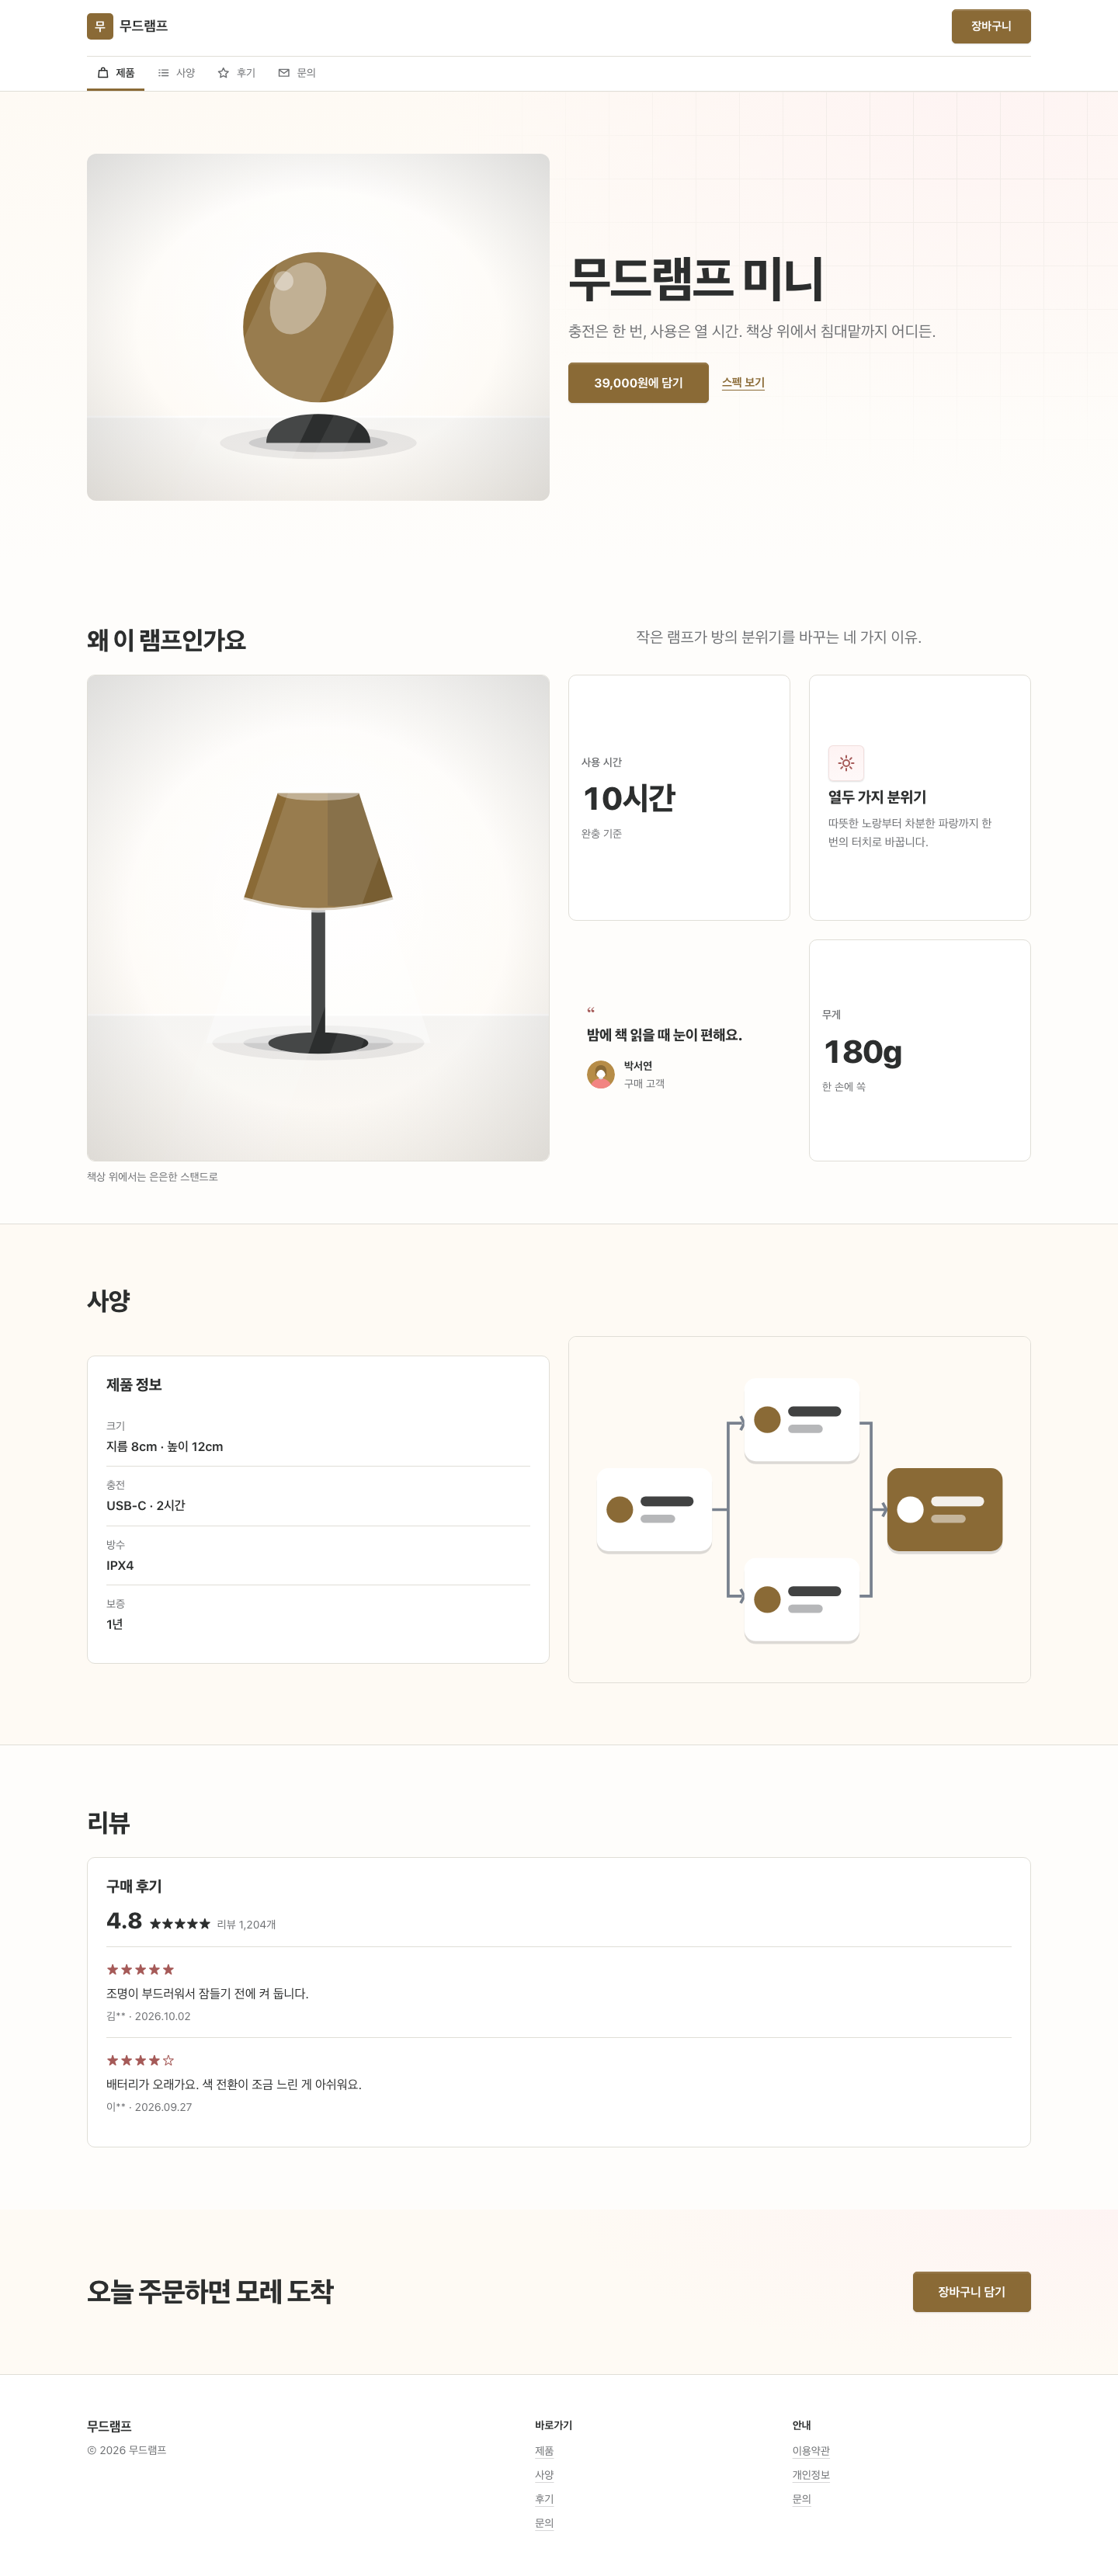 무 무드램프
장바구니
제품
사양
후기
문의
무드램프 미니
충전은 한 번, 사용은 열 시간. 책상 위에서 침대맡까지 어디든.
39,000원에 담기
스펙 보기
왜 이 램프인가요
작은 램프가 방의 분위기를 바꾸는 네 가지 이유.
사용 시간
10시간
완충 기준
열두 가지 분위기
따뜻한 노랑부터 차분한 파랑까지 한
번의 터치로 바꿉니다.
“
밤에 책 읽을 때 눈이 편해요.
박서연
구매 고객
무게
180g
한 손에 쏙
책상 위에서는 은은한 스탠드로
사양
제품 정보
크기
지름 8cm · 높이 12cm
충전
USB-C · 2시간
방수
IPX4
보증
1년
리뷰
구매 후기
4.8 ★★★★★ 리뷰 1,204개
★★★★★
조명이 부드러워서 잠들기 전에 켜 둡니다.
김** · 2026.10.02
★★★★☆
배터리가 오래가요. 색 전환이 조금 느린 게 아쉬워요.
이** · 2026.09.27
오늘 주문하면 모레 도착
장바구니 담기
무드램프
© 2026 무드램프
바로가기
제품
사양
후기
문의
안내
이용약관
개인정보
문의